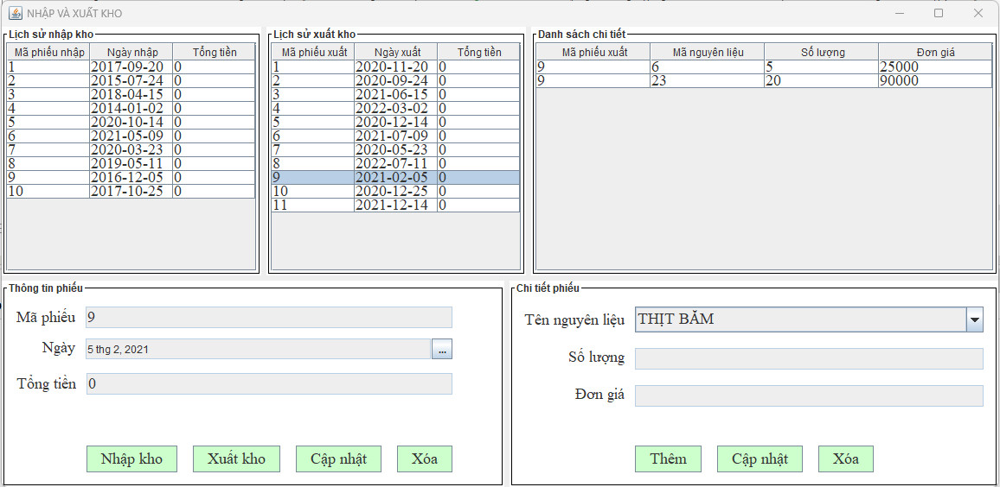 NHẬP VÀ XUẤT KHO
Lịch sử nhập kho
Mã phiếu nhập Ngày nhập Tổng tiền
1 2017-09-20 0
2 2015-07-24 0
3 2018-04-15 0
4 2014-01-02 0
5 2020-10-14 0
6 2021-05-09 0
7 2020-03-23 0
8 2019-05-11 0
9 2016-12-05 0
10 2017-10-25 0
Lịch sử xuất kho
Mã phiếu xuất Ngày xuất Tổng tiền
1 2020-11-20 0
2 2020-09-24 0
3 2021-06-15 0
4 2022-03-02 0
5 2020-12-14 0
6 2021-07-09 0
7 2020-05-23 0
8 2022-07-11 0
9 2021-02-05 0
10 2020-12-25 0
11 2021-12-14 0
Danh sách chi tiết
Mã phiếu xuất Mã nguyên liệu Số lượng Đơn giá
9 6 5 25000
9 23 20 90000
Thông tin phiếu
Mã phiếu 9
Ngày 5 thg 2, 2021 ...
Tổng tiền 0
Nhập kho Xuất kho Cập nhật Xóa
Chi tiết phiếu
Tên nguyên liệu THỊT BĂM
Số lượng
Đơn giá
Thêm Cập nhật Xóa